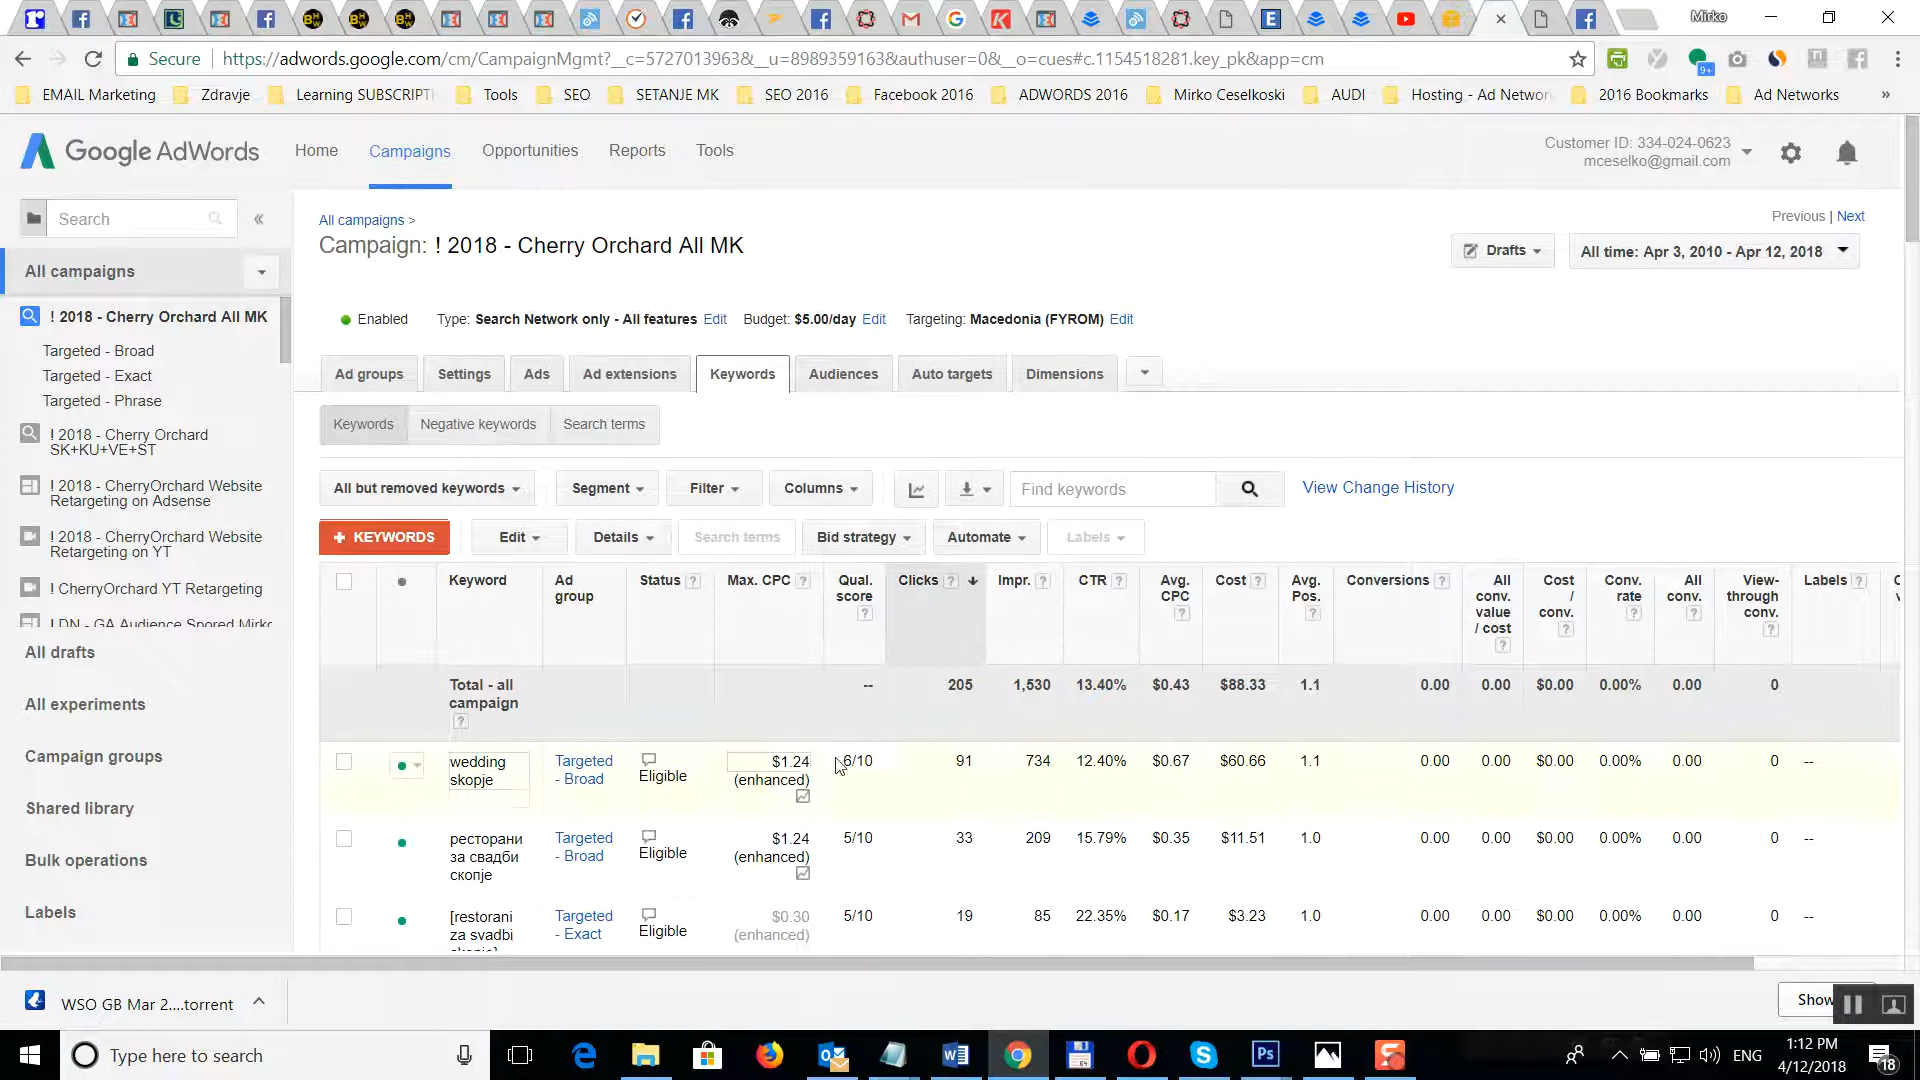 Mirko
Secure https://adwords.google.com/cm/CampaignMgmt?__c=5727013963&__u=8989359163&authuser=0&__o=cues#c.1154518281.key_pk&app=cm
9+
EMAIL Marketing Zdravje Learning SUBSCRIPTI Tools SEO SETANJE MK SEO 2016 Facebook 2016 ADWORDS 2016 Mirko Ceselkoski AUDI Hosting - Ad Networ 2016 Bookmarks Ad Networks »
Google AdWords Home Campaigns Opportunities Reports Tools
Customer ID: 334-024-0623
mceselko@gmail.com
Search «
All campaigns >
Previous | Next
Campaign: ! 2018 - Cherry Orchard All MK
Drafts All time: Apr 3, 2010 - Apr 12, 2018
All campaigns
! 2018 - Cherry Orchard All MK
Targeted - Broad
Targeted - Exact
Targeted - Phrase
! 2018 - Cherry Orchard
SK+KU+VE+ST
! 2018 - CherryOrchard Website
Retargeting on Adsense
! 2018 - CherryOrchard Website
Retargeting on YT
! CherryOrchard YT Retargeting
! DN - GA Audience Spored Mirko
All drafts
All experiments
Campaign groups
Shared library
Bulk operations
Labels
Enabled Type: Search Network only - All features Edit Budget: $5.00/day Edit Targeting: Macedonia (FYROM) Edit
Ad groups Settings Ads Ad extensions Keywords Audiences Auto targets Dimensions
Keywords Negative keywords Search terms
All but removed keywords Segment Filter Columns Find keywords View Change History
+ KEYWORDS Edit Details Search terms Bid strategy Automate Labels
Keyword Ad group Status ? Max. CPC ? Qual. score ? Clicks ? Impr. ? CTR ? Avg. CPC ? Cost ? Avg. Pos. ? Conversions ? All conv. value / cost ? Cost / conv. ? Conv. rate ? All conv. ? View-through conv. ? Labels ?
Total - all campaign ? -- 205 1,530 13.40% $0.43 $88.33 1.1 0.00 0.00 $0.00 0.00% 0.00 0
wedding skopje Targeted - Broad Eligible $1.24 (enhanced) 6/10 91 734 12.40% $0.67 $60.66 1.1 0.00 0.00 $0.00 0.00% 0.00 0 --
ресторани за свадби скопје Targeted - Broad Eligible $1.24 (enhanced) 5/10 33 209 15.79% $0.35 $11.51 1.0 0.00 0.00 $0.00 0.00% 0.00 0 --
[restorani za svadbi Targeted - Exact Eligible $0.30 (enhanced) 5/10 19 85 22.35% $0.17 $3.23 1.0 0.00 0.00 $0.00 0.00% 0.00 0 --
WSO GB Mar 2....torrent
Show
Type here to search
ENG
1:12 PM
4/12/2018
18